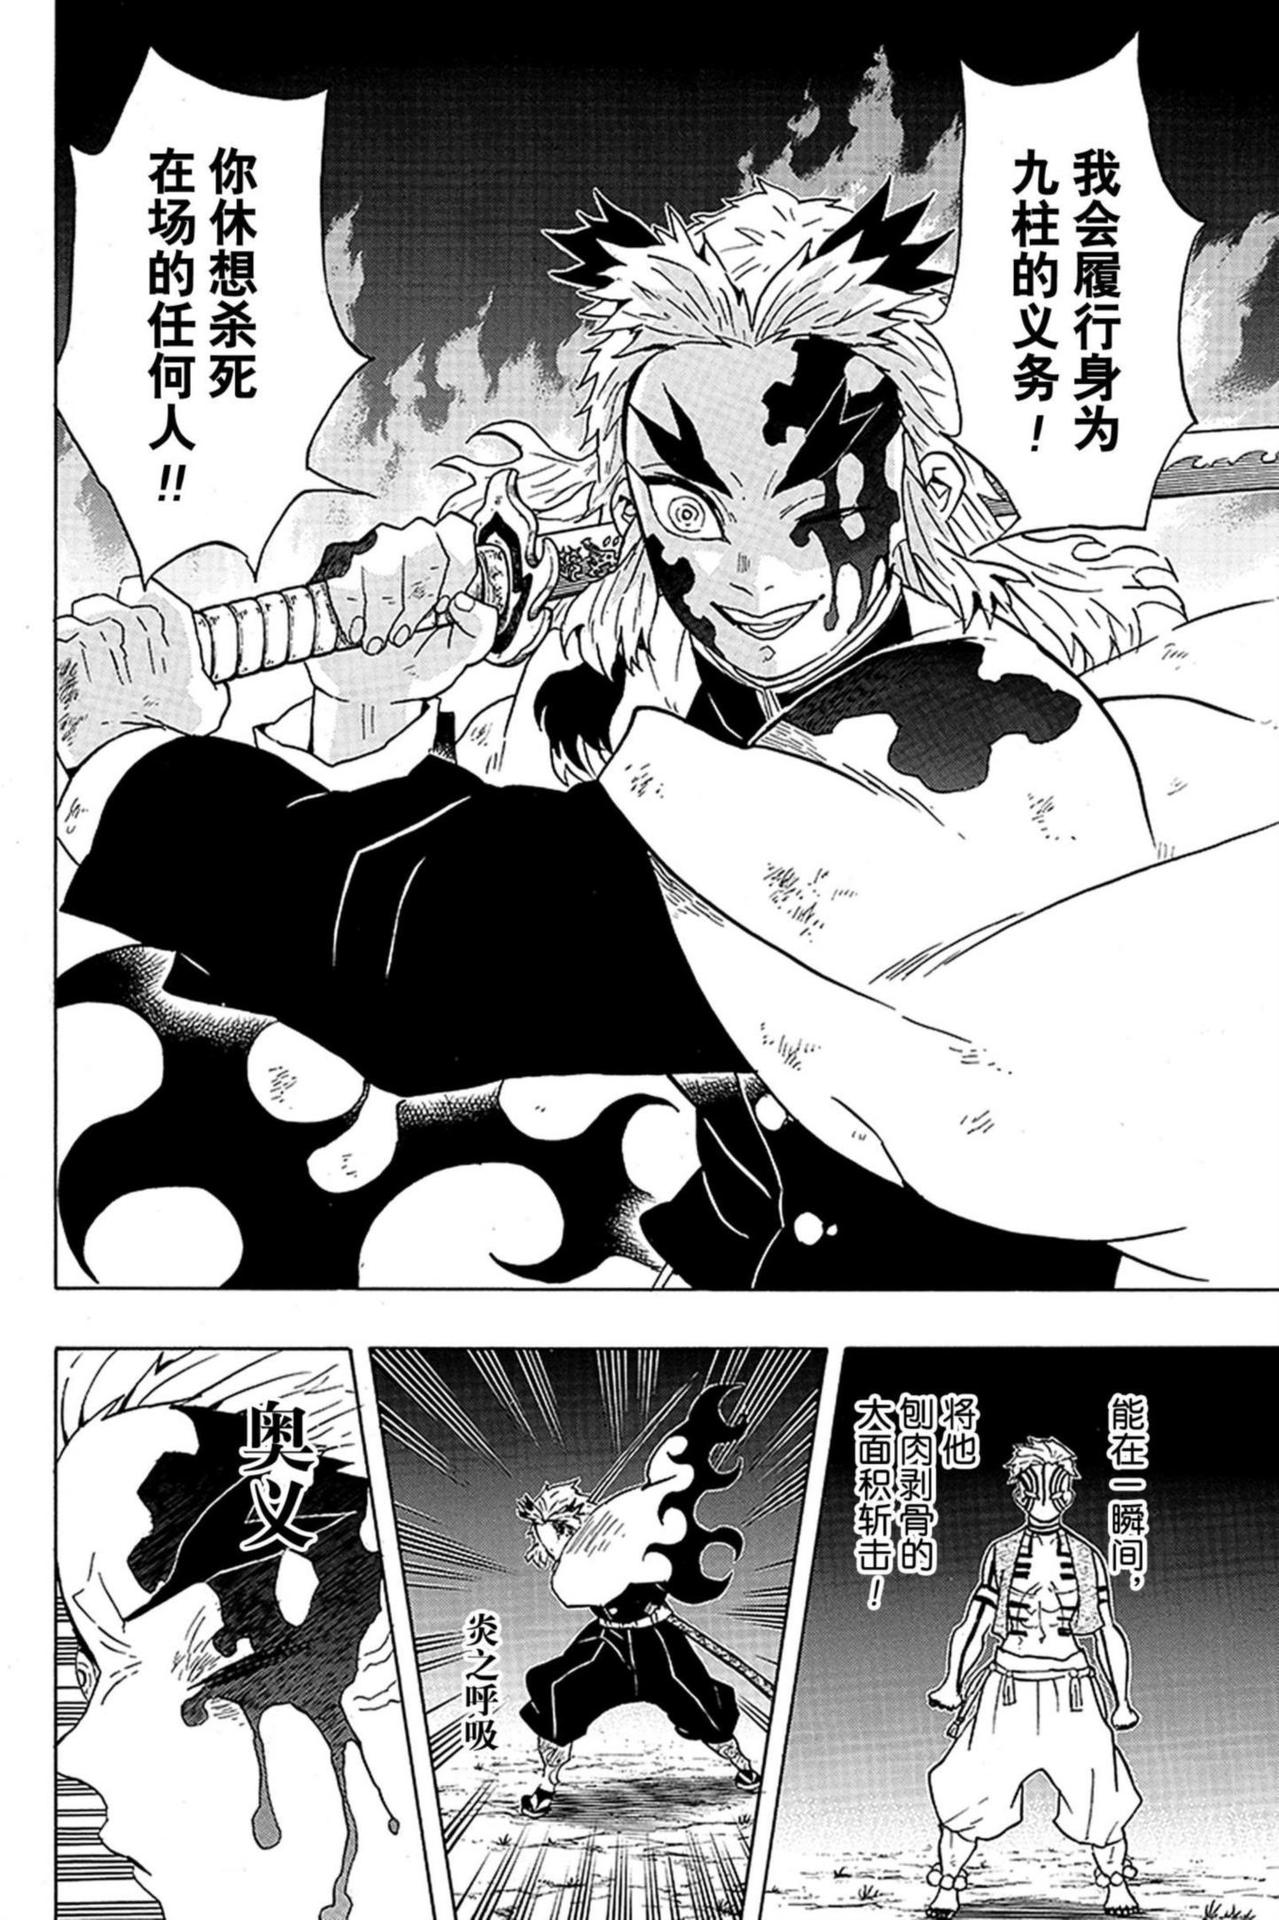 我会履行身为
九柱的义务！
你休想杀死
在场的任何人！！
能在一瞬间，
将他
刨肉剥骨的
大面积斩击！
炎之呼吸
奥义